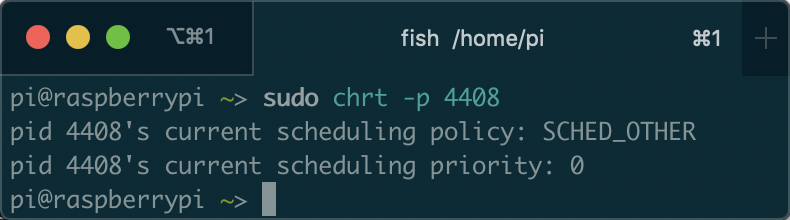 ⌥⌘1
fish /home/pi ⌘1 +
pi@raspberrypi ~> sudo chrt -p 4408
pid 4408's current scheduling policy: SCHED_OTHER
pid 4408's current scheduling priority: 0
pi@raspberrypi ~>